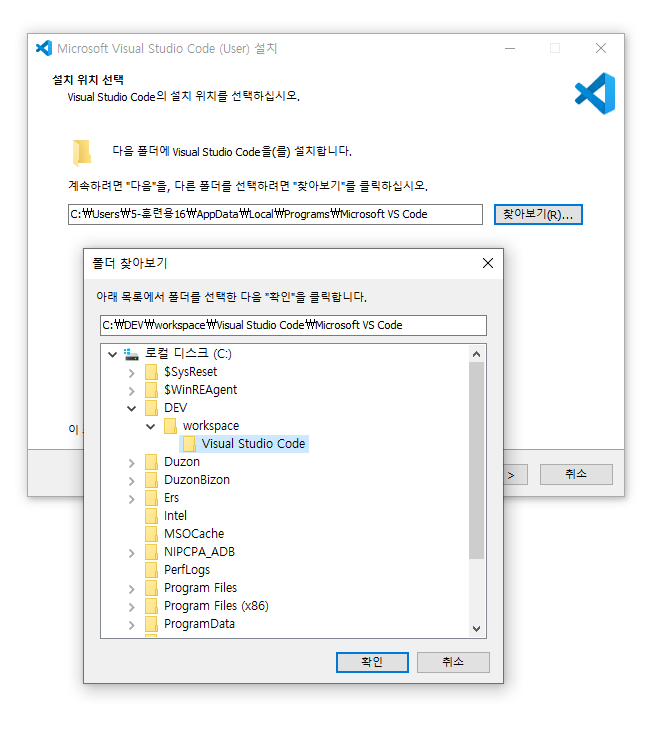 Microsoft Visual Studio Code (User) 설치
설치 위치 선택
Visual Studio Code의 설치 위치를 선택하십시오.
다음 폴더에 Visual Studio Code을(를) 설치합니다.
계속하려면 "다음"을, 다른 폴더를 선택하려면 "찾아보기"를 클릭하십시오.
C:₩Users₩5-훈련용16₩AppData₩Local₩Programs₩Microsoft VS Code
찾아보기(R)...
폴더 찾아보기
아래 목록에서 폴더를 선택한 다음 "확인"을 클릭합니다.
C:₩DEV₩workspace₩Visual Studio Code₩Microsoft VS Code
로컬 디스크 (C:)
$SysReset
$WinREAgent
DEV
workspace
Visual Studio Code
Duzon
DuzonBizon
Ers
Intel
MSOCache
NIPCPA_ADB
PerfLogs
Program Files
Program Files (x86)
ProgramData
확인
취소
이
>
취소